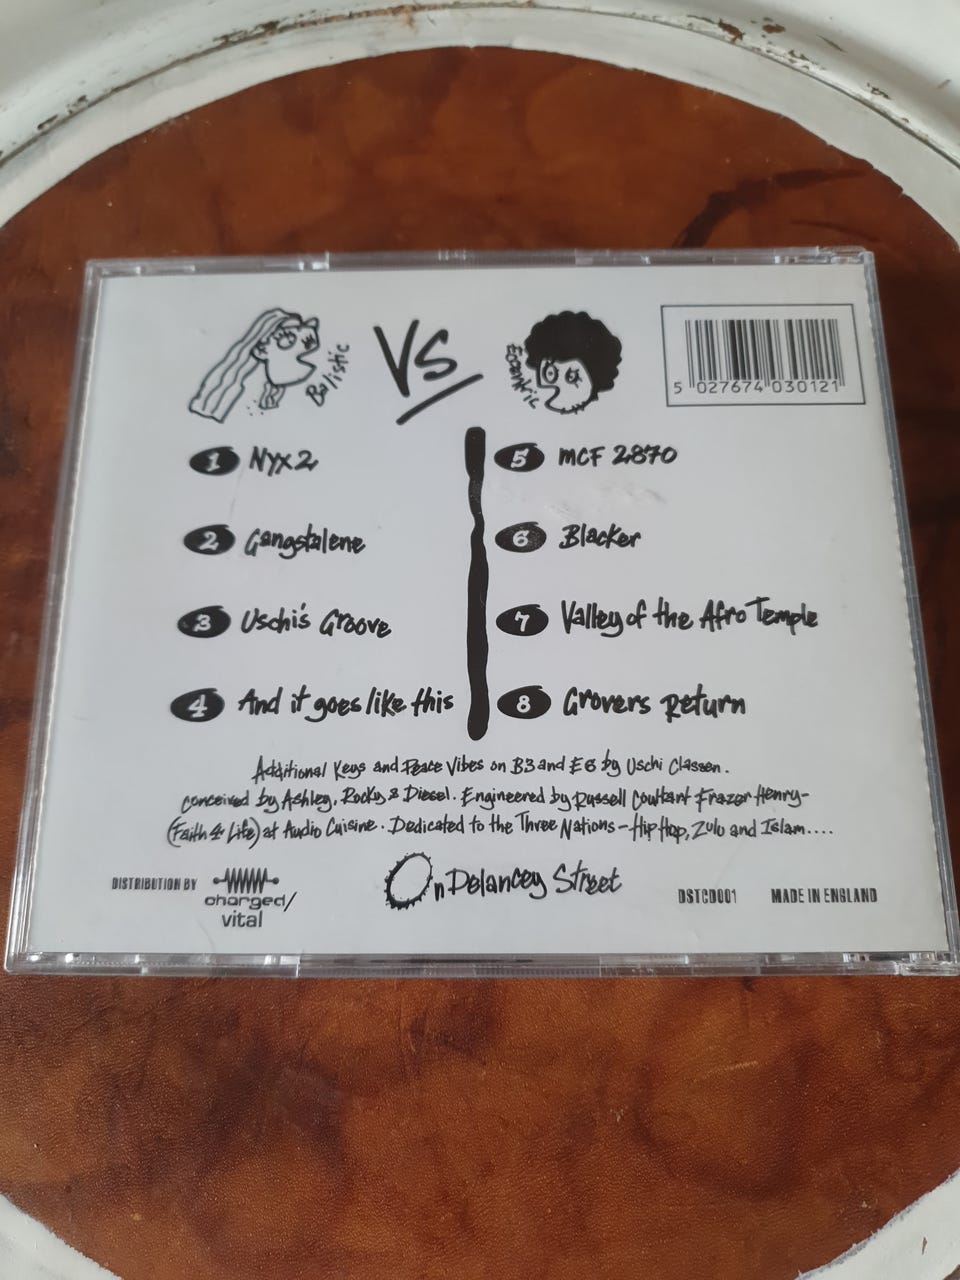 Balistic
VS
Eccentric
5 027674 030121
1 Nyx 2
2 Gangstalene
3 Uschi's Groove
4 And it goes like this
5 MCF 2870
6 Blacker
7 Valley of the Afro Temple
8 Grovers Return
Additional Keys and Peace Vibes on B3 and E6 by Uschi Classen.
conceived by Ashley, Rocky & Diesel. Engineered by Russell Coultart Frazer Henry-
(Faith 4 Life) at Audio Cuisine. Dedicated to the Three Nations - Hip Hop, Zulu and Islam....
DISTRIBUTION BY
charged/
vital
On Delancey Street
DSTCD001
MADE IN ENGLAND